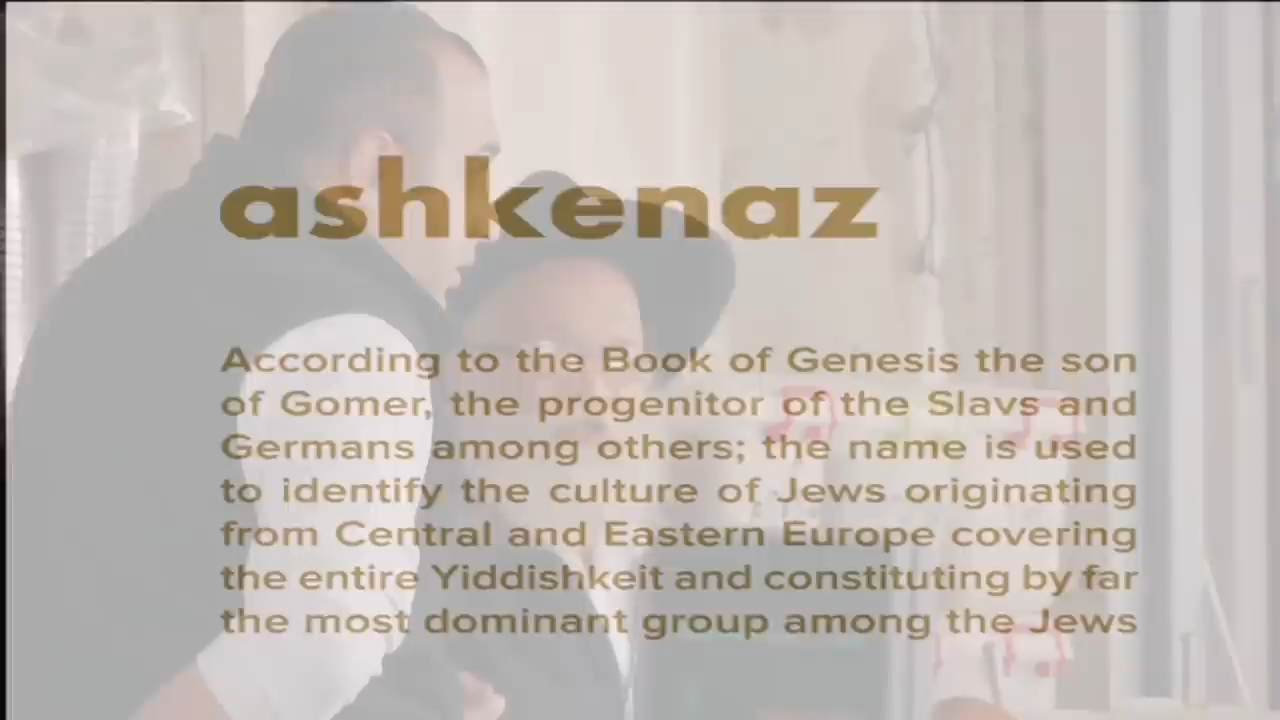 ashkenaz
According to the Book of Genesis the son
of Gomer, the progenitor of the Slavs and
Germans among others; the name is used
to identify the culture of Jews originating
from Central and Eastern Europe covering
the entire Yiddishkeit and constituting by far
the most dominant group among the Jews